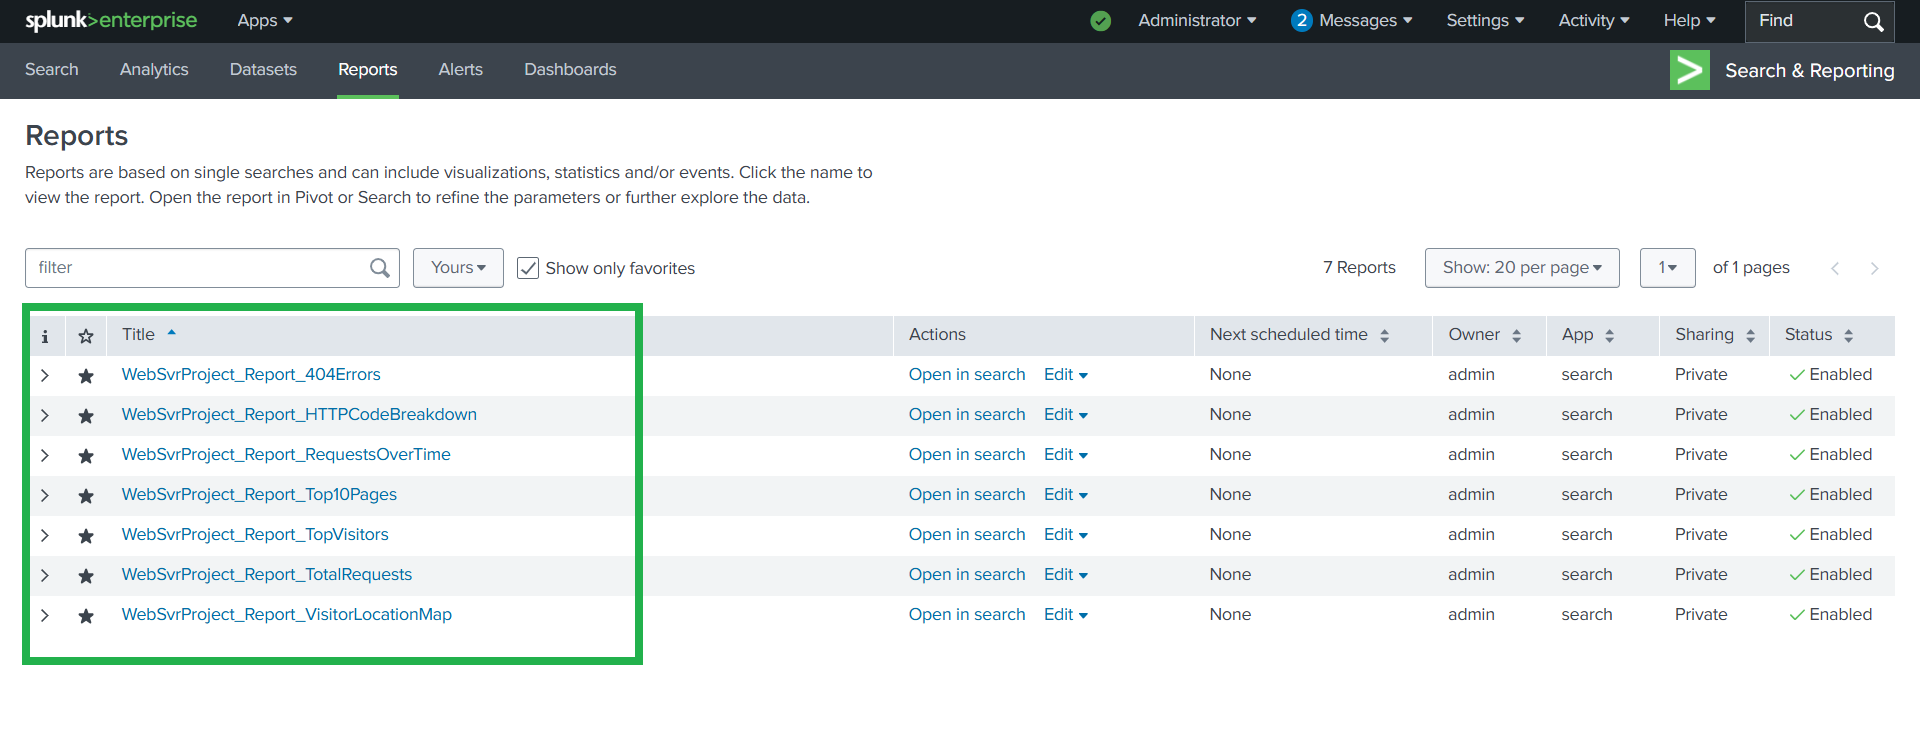 splunk>enterprise Apps Administrator 2 Messages Settings Activity Help Find
Search Analytics Datasets Reports Alerts Dashboards Search & Reporting
Reports
Reports are based on single searches and can include visualizations, statistics and/or events. Click the name to
view the report. Open the report in Pivot or Search to refine the parameters or further explore the data.
filter Yours Show only favorites 7 Reports Show: 20 per page 1 of 1 pages
i Title Actions Next scheduled time Owner App Sharing Status
WebSvrProject_Report_404Errors Open in search Edit None admin search Private Enabled
WebSvrProject_Report_HTTPCodeBreakdown Open in search Edit None admin search Private Enabled
WebSvrProject_Report_RequestsOverTime Open in search Edit None admin search Private Enabled
WebSvrProject_Report_Top10Pages Open in search Edit None admin search Private Enabled
WebSvrProject_Report_TopVisitors Open in search Edit None admin search Private Enabled
WebSvrProject_Report_TotalRequests Open in search Edit None admin search Private Enabled
WebSvrProject_Report_VisitorLocationMap Open in search Edit None admin search Private Enabled